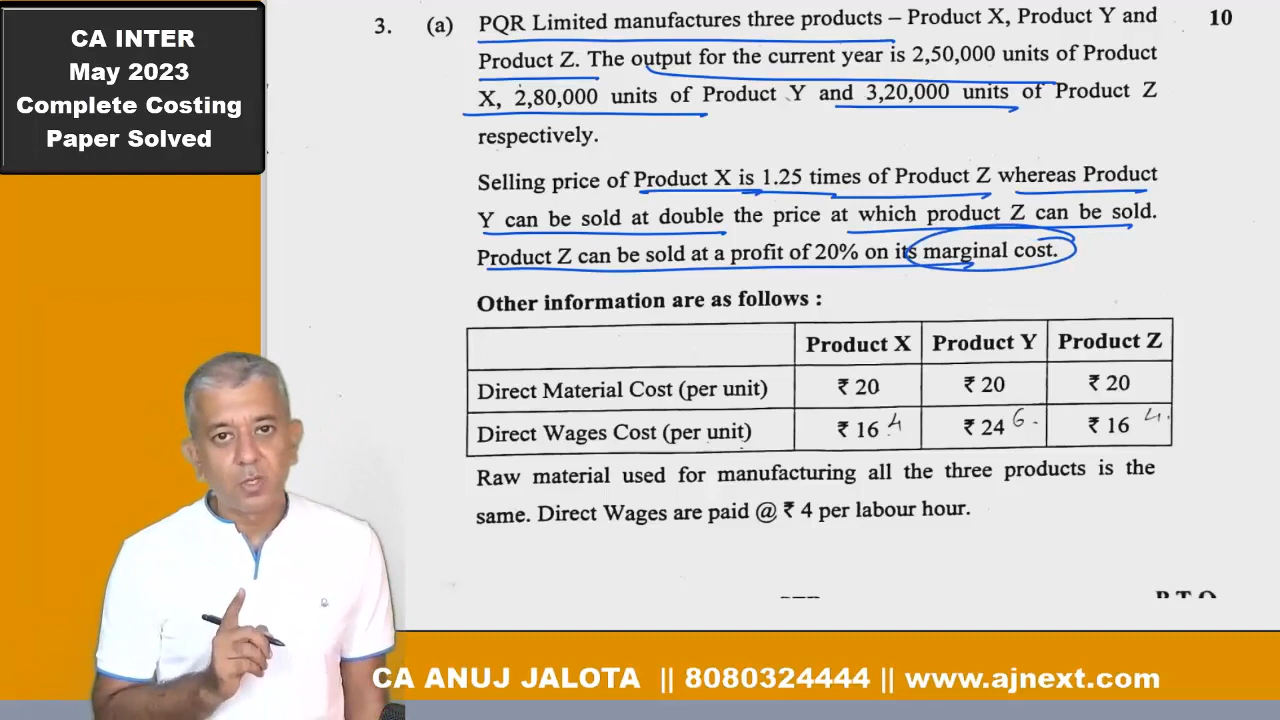 CA INTER
May 2023
Complete Costing
Paper Solved
3. (a) PQR Limited manufactures three products – Product X, Product Y and 10
Product Z. The output for the current year is 2,50,000 units of Product
X, 2,80,000 units of Product Y and 3,20,000 units of Product Z
respectively.
Selling price of Product X is 1.25 times of Product Z whereas Product
Y can be sold at double the price at which product Z can be sold.
Product Z can be sold at a profit of 20% on its marginal cost.
Other information are as follows :
Product X Product Y Product Z
Direct Material Cost (per unit) ₹ 20 ₹ 20 ₹ 20
Direct Wages Cost (per unit) ₹ 16 4 ₹ 24 6 ₹ 16 4
Raw material used for manufacturing all the three products is the
same. Direct Wages are paid @ ₹ 4 per labour hour.
CA ANUJ JALOTA || 8080324444 || www.ajnext.com